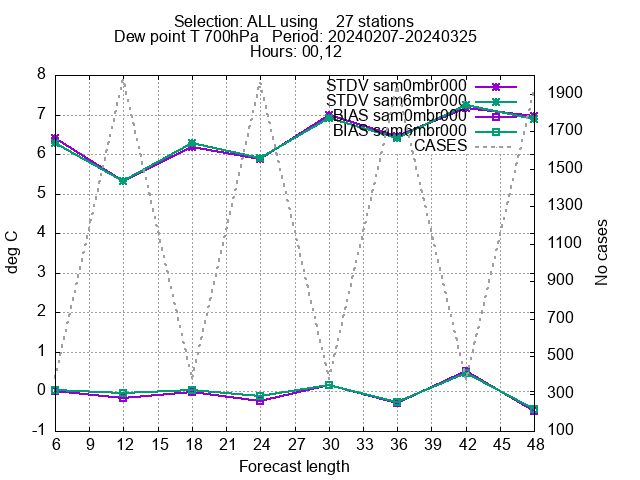 Selection: ALL using    27 stations
Dew point T 700hPa   Period: 20240207-20240325
Hours: 00,12
STDV sam0mbr000
STDV sam6mbr000
BIAS sam0mbr000
BIAS sam6mbr000
CASES
8
7
6
5
4
3
2
1
0
-1
deg C
1900
1700
1500
1300
1100
900
700
500
300
100
No cases
6 9 12 15 18 21 24 27 30 33 36 39 42 45 48
Forecast length